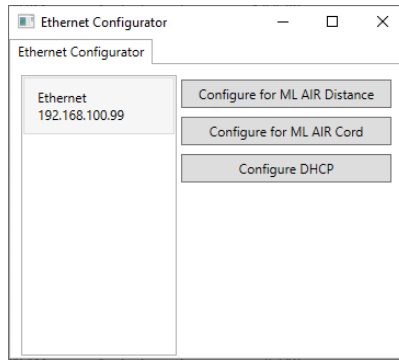 Ethernet Configurator
Ethernet Configurator
Ethernet
192.168.100.99
Configure for ML AIR Distance
Configure for ML AIR Cord
Configure DHCP